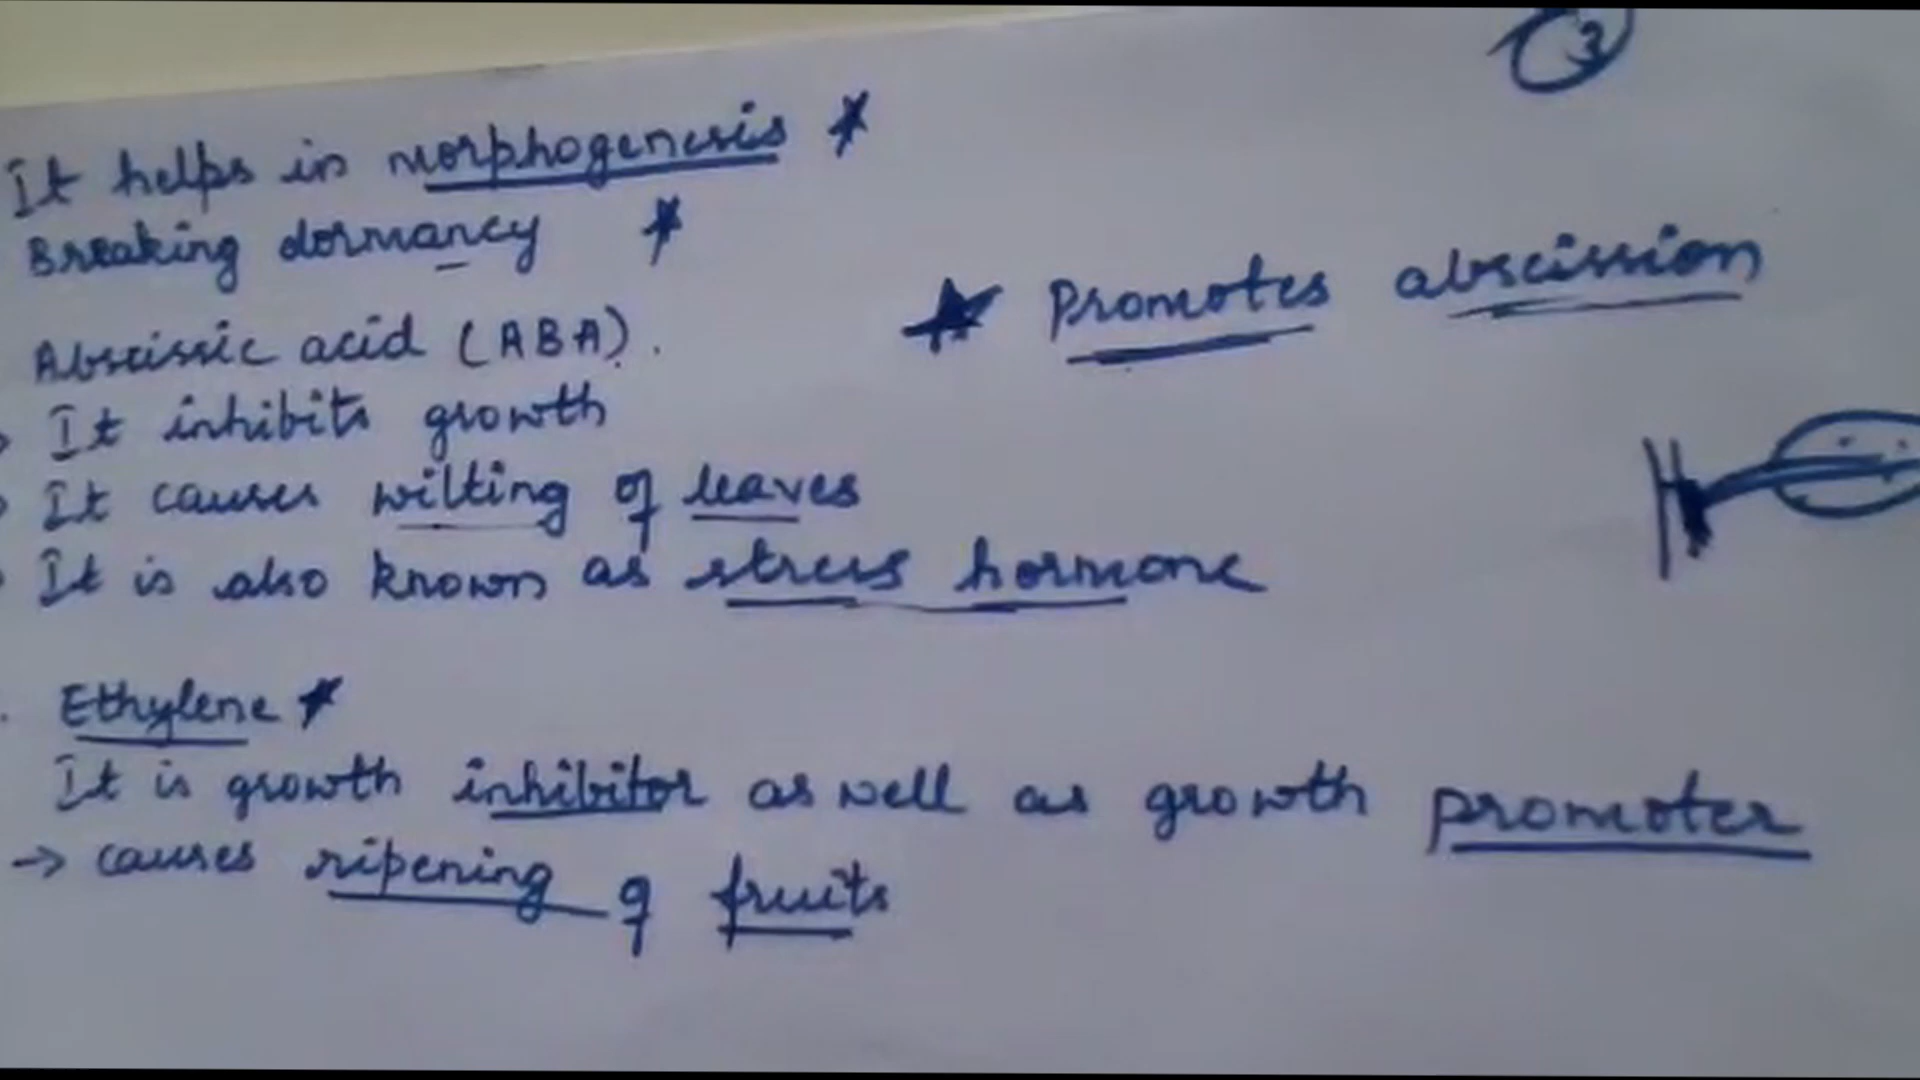 3
It helps in morphogenesis
Breaking dormancy
Promotes abscission
Abscissic acid (ABA).
It inhibits growth
It causes wilting of leaves
It is also known as stress hormone
Ethylene
It is growth inhibitor as well as growth promoter
→ causes ripening of fruits